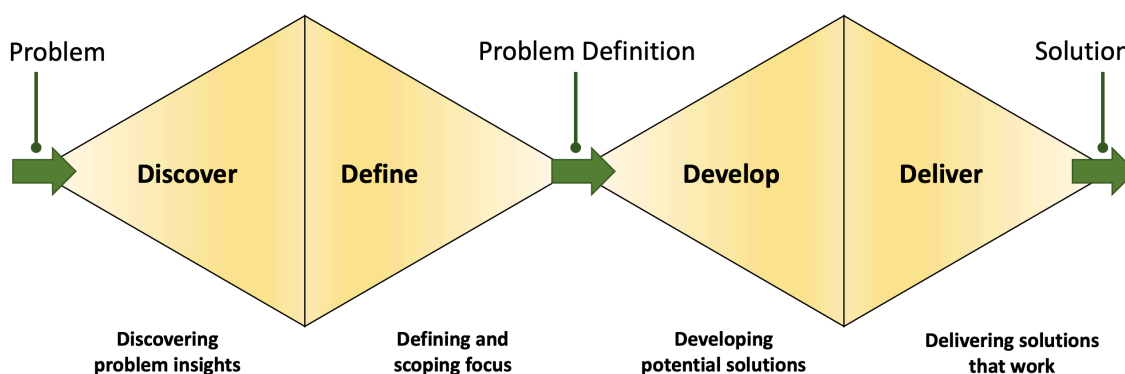 Problem
Problem Definition
Solution
Discover
Define
Develop
Deliver
Discovering
problem insights
Defining and
scoping focus
Developing
potential solutions
Delivering solutions
that work